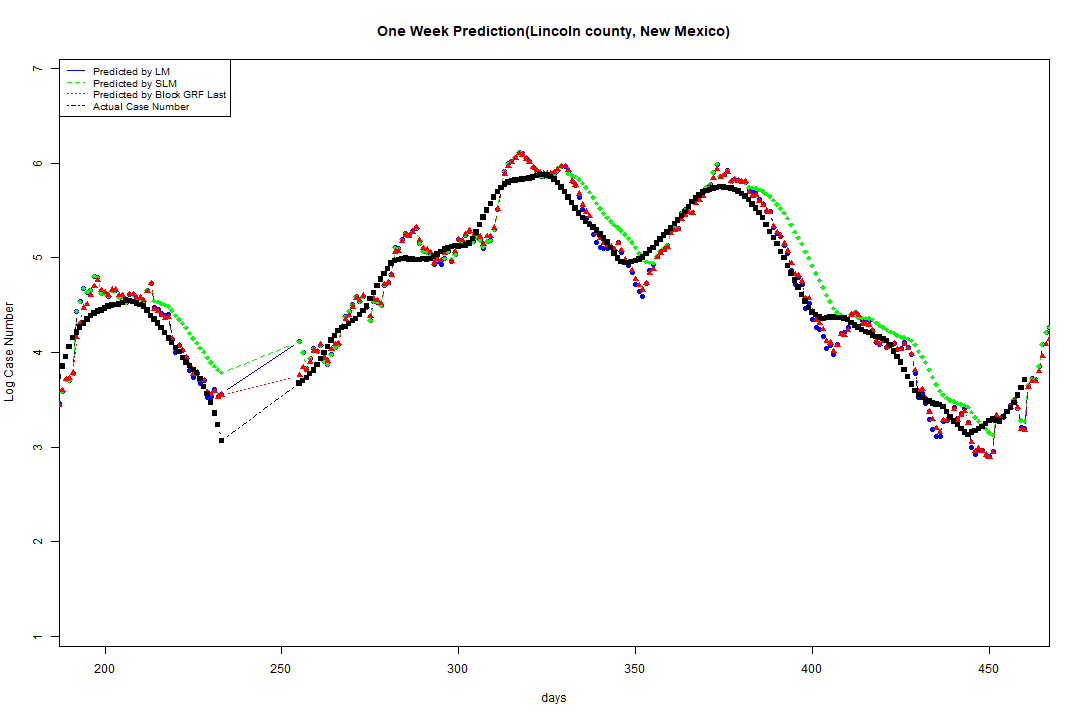 One Week Prediction(Lincoln county, New Mexico)
Predicted by LM
Predicted by SLM
Predicted by Block GRF Last
Actual Case Number
7
6
5
4
3
2
1
Log Case Number
200 250 300 350 400 450
days